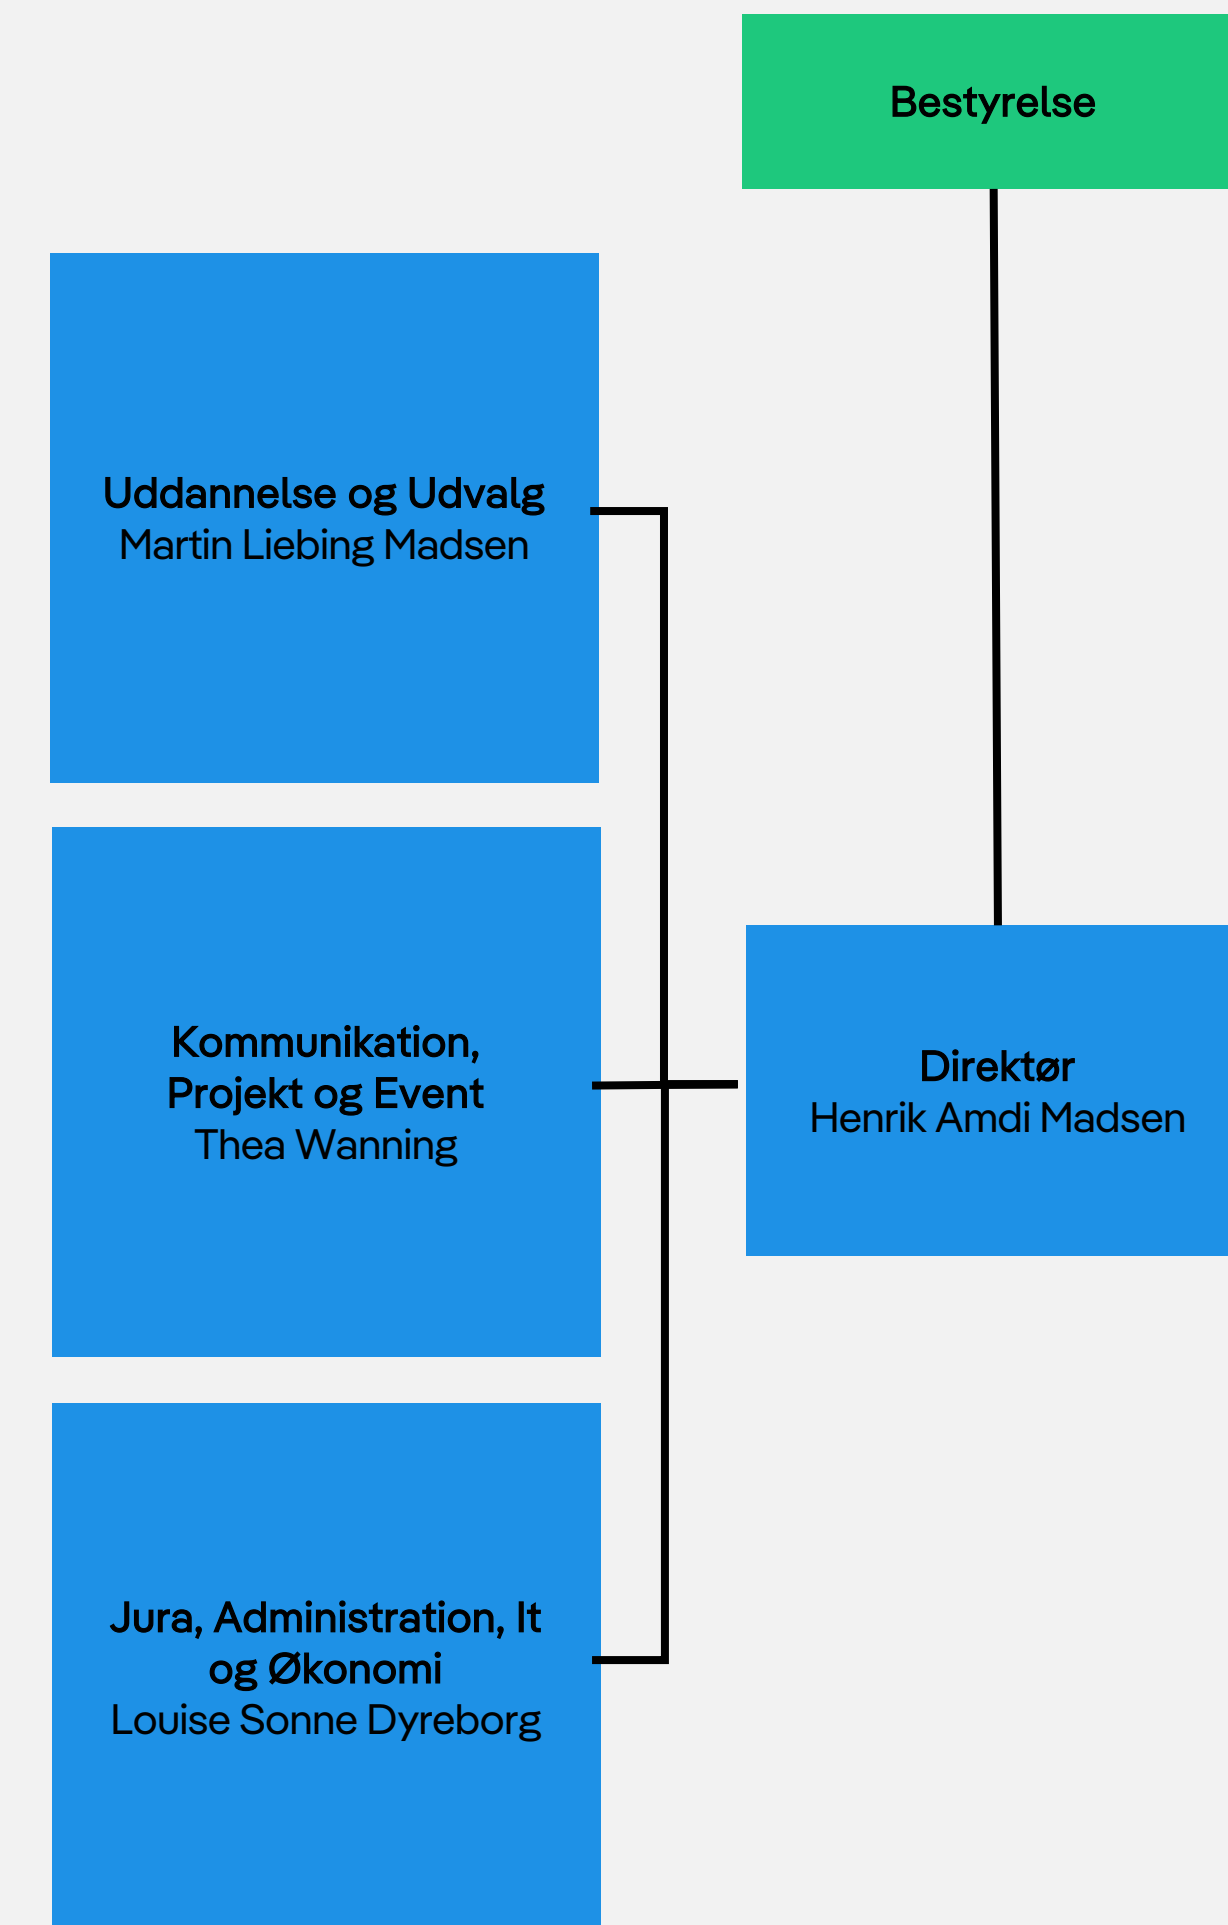 Bestyrelse
Uddannelse og Udvalg
Martin Liebing Madsen
Kommunikation,
Projekt og Event
Thea Wanning
Direktør
Henrik Amdi Madsen
Jura, Administration, It
og Økonomi
Louise Sonne Dyreborg